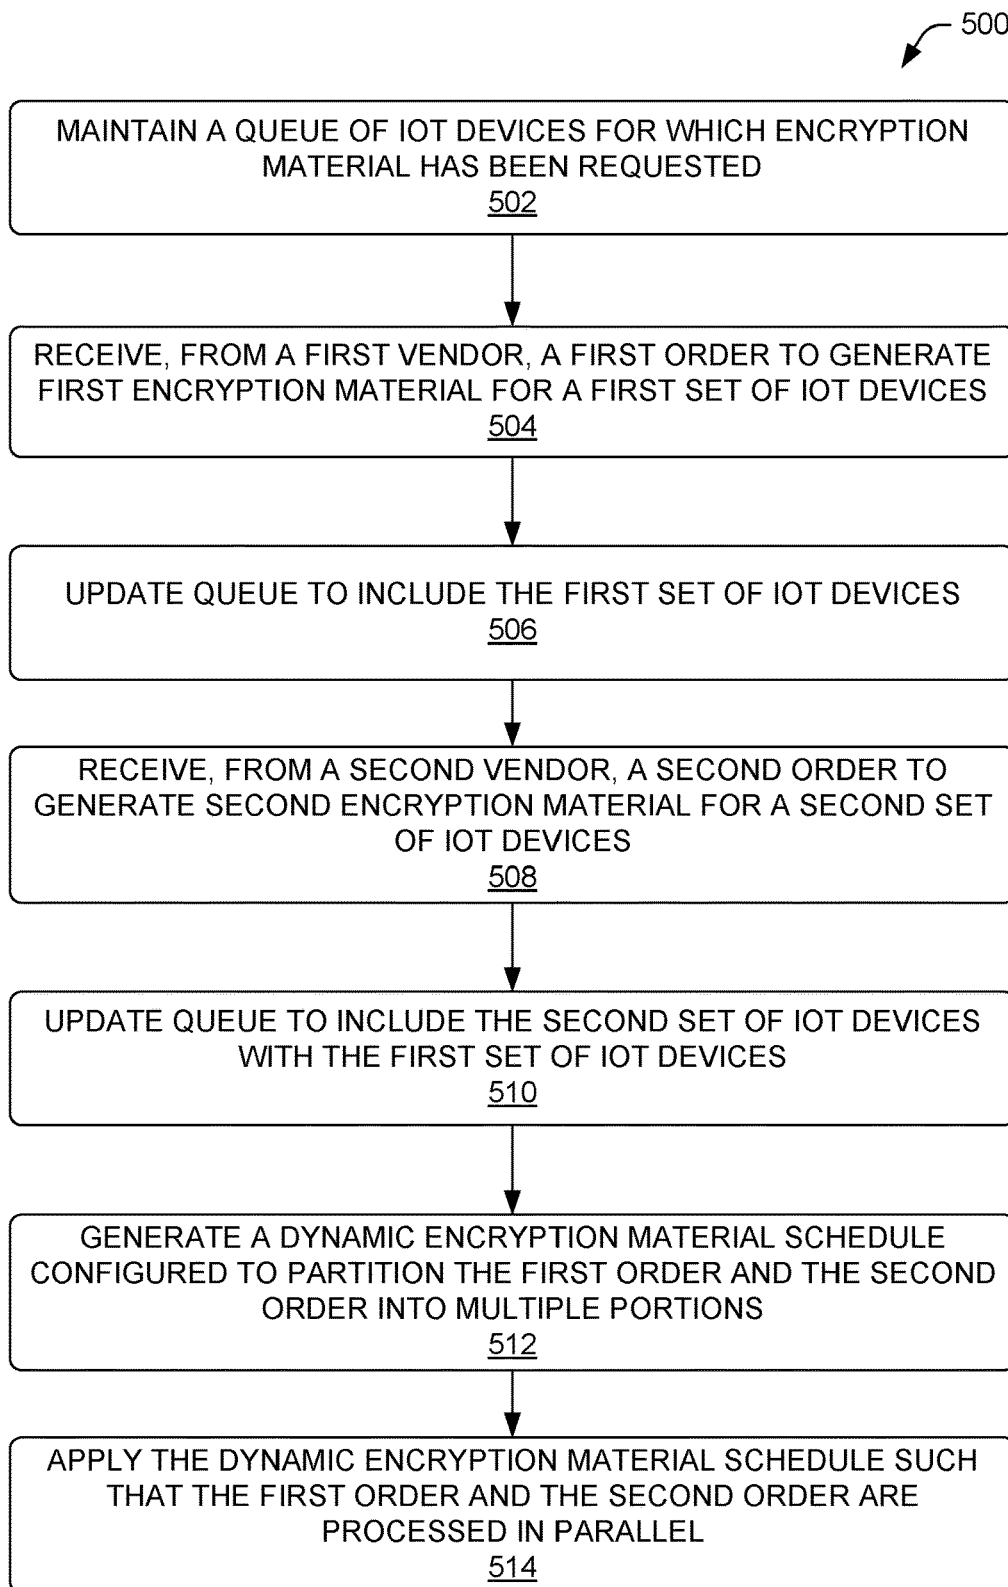 500
MAINTAIN A QUEUE OF IOT DEVICES FOR WHICH ENCRYPTION
MATERIAL HAS BEEN REQUESTED
502
RECEIVE, FROM A FIRST VENDOR, A FIRST ORDER TO GENERATE
FIRST ENCRYPTION MATERIAL FOR A FIRST SET OF IOT DEVICES
504
UPDATE QUEUE TO INCLUDE THE FIRST SET OF IOT DEVICES
506
RECEIVE, FROM A SECOND VENDOR, A SECOND ORDER TO
GENERATE SECOND ENCRYPTION MATERIAL FOR A SECOND SET
OF IOT DEVICES
508
UPDATE QUEUE TO INCLUDE THE SECOND SET OF IOT DEVICES
WITH THE FIRST SET OF IOT DEVICES
510
GENERATE A DYNAMIC ENCRYPTION MATERIAL SCHEDULE
CONFIGURED TO PARTITION THE FIRST ORDER AND THE SECOND
ORDER INTO MULTIPLE PORTIONS
512
APPLY THE DYNAMIC ENCRYPTION MATERIAL SCHEDULE SUCH
THAT THE FIRST ORDER AND THE SECOND ORDER ARE
PROCESSED IN PARALLEL
514